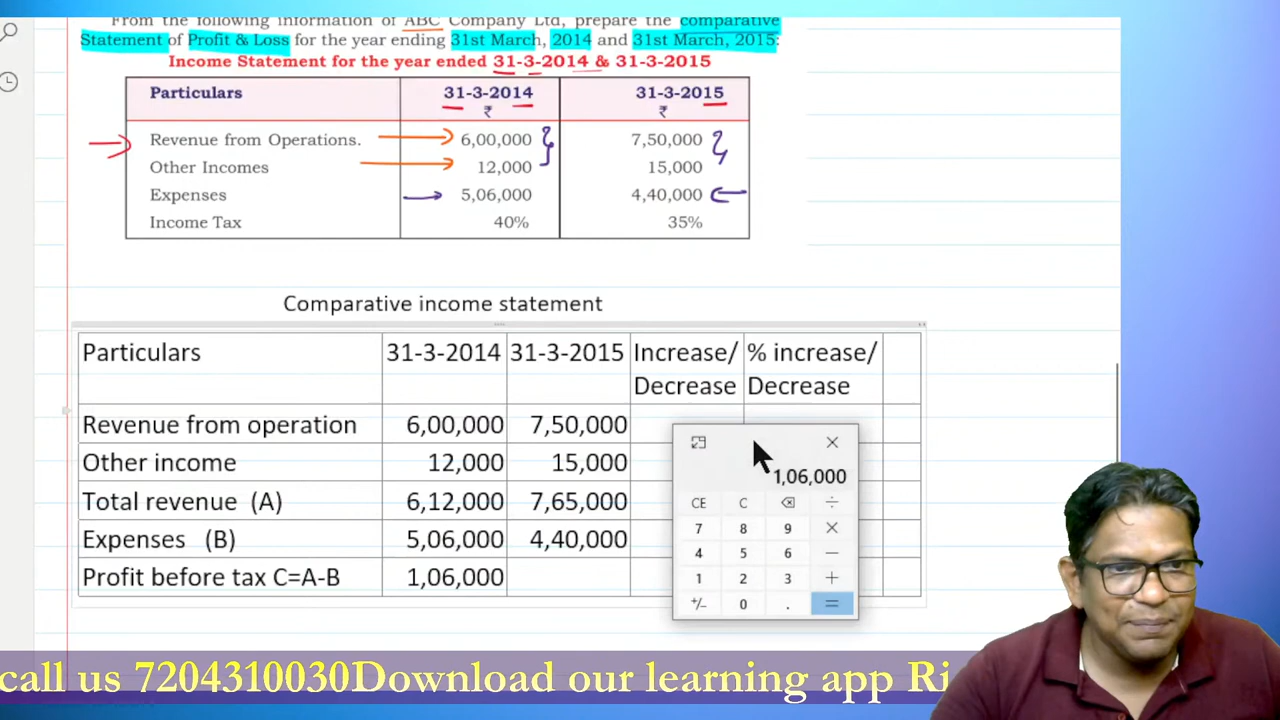 From the following information of ABC Company Ltd, prepare the comparative
Statement of Profit & Loss for the year ending 31st March, 2014 and 31st March, 2015:
Income Statement for the year ended 31-3-2014 & 31-3-2015
Particulars 31-3-2014 31-3-2015
₹ ₹
Revenue from Operations. 6,00,000 7,50,000
Other Incomes 12,000 15,000
Expenses 5,06,000 4,40,000
Income Tax 40% 35%
Comparative income statement
Particulars 31-3-2014 31-3-2015 Increase/ % increase/
Decrease Decrease
Revenue from operation 6,00,000 7,50,000
Other income 12,000 15,000
Total revenue (A) 6,12,000 7,65,000
Expenses (B) 5,06,000 4,40,000
Profit before tax C=A-B 1,06,000
1,06,000
CE C ÷
7 8 9 ×
4 5 6 −
1 2 3 +
+/- 0 . =
call us 7204310030Download our learning app Ri